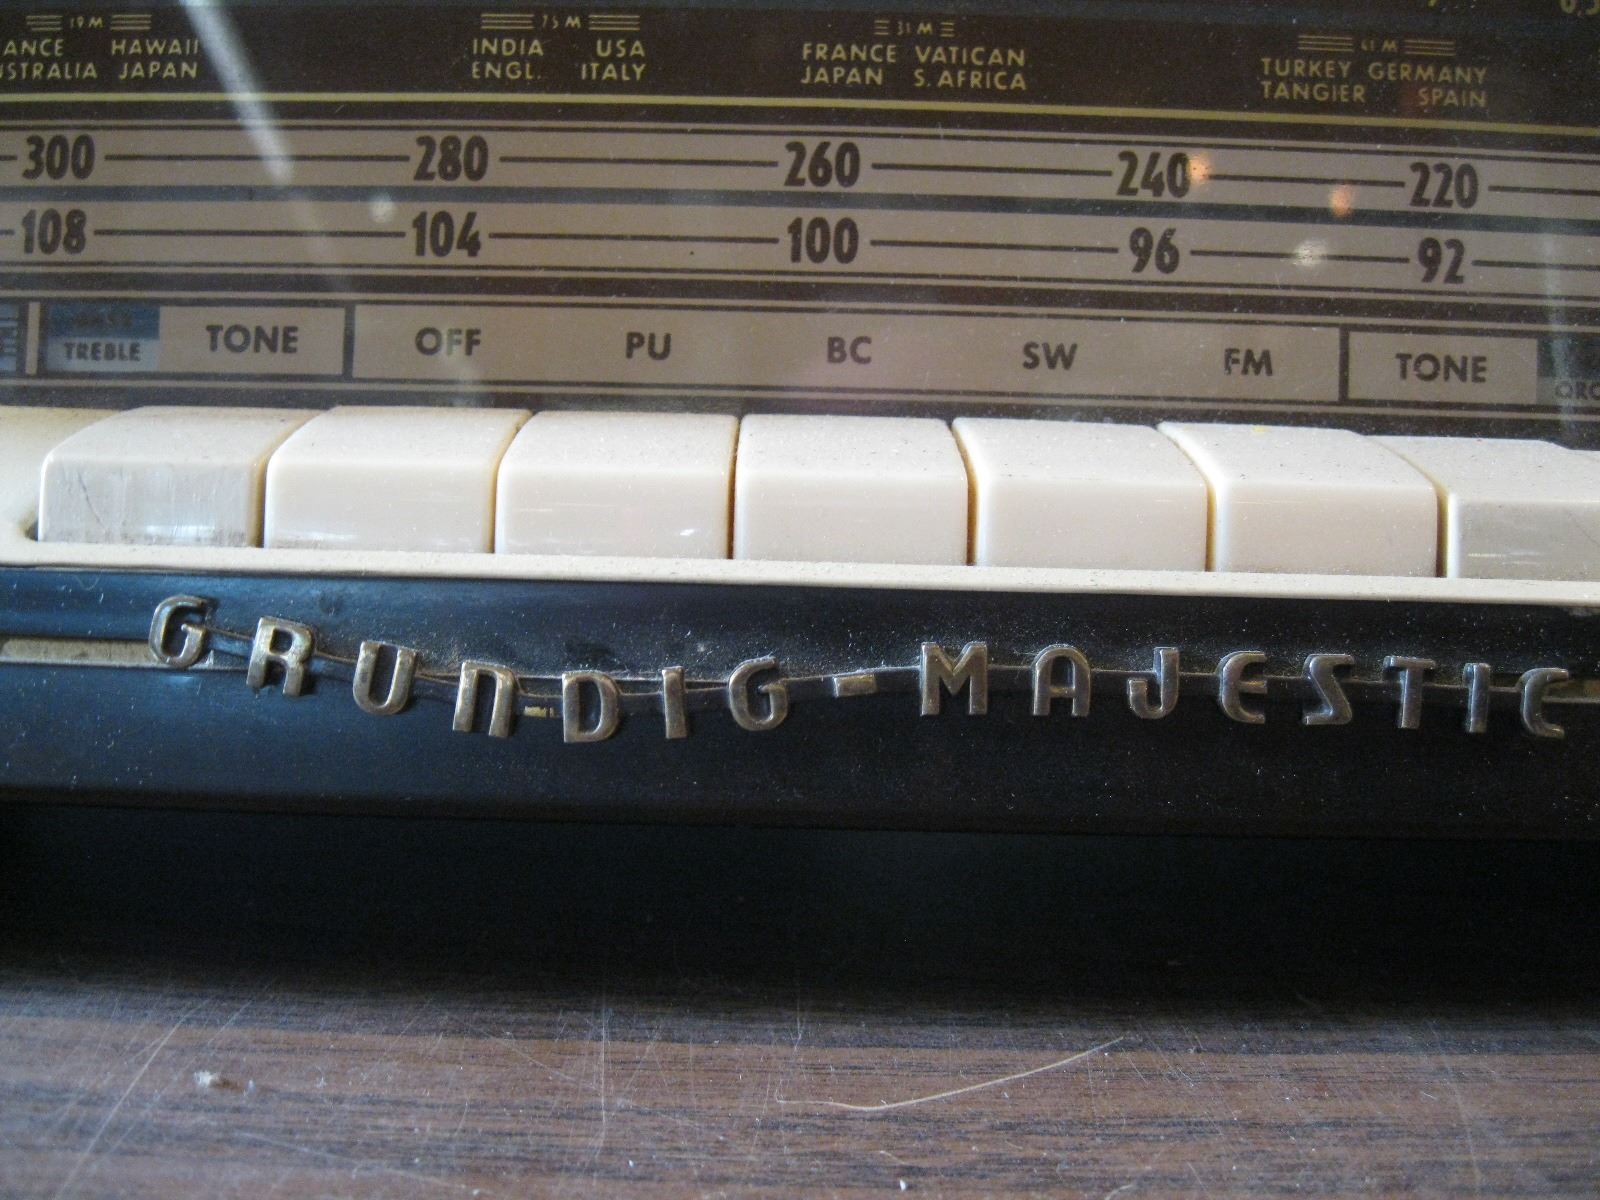 19 M 75 M 31 M 41 M
HAWAII INDIA USA FRANCE VATICAN TURKEY GERMANY
JAPAN ENGL. ITALY JAPAN S. AFRICA TANGIER SPAIN
300 280 260 240 220
108 104 100 96 92
TREBLE TONE OFF PU BC SW FM TONE
GRUNDIG-MAJESTIC